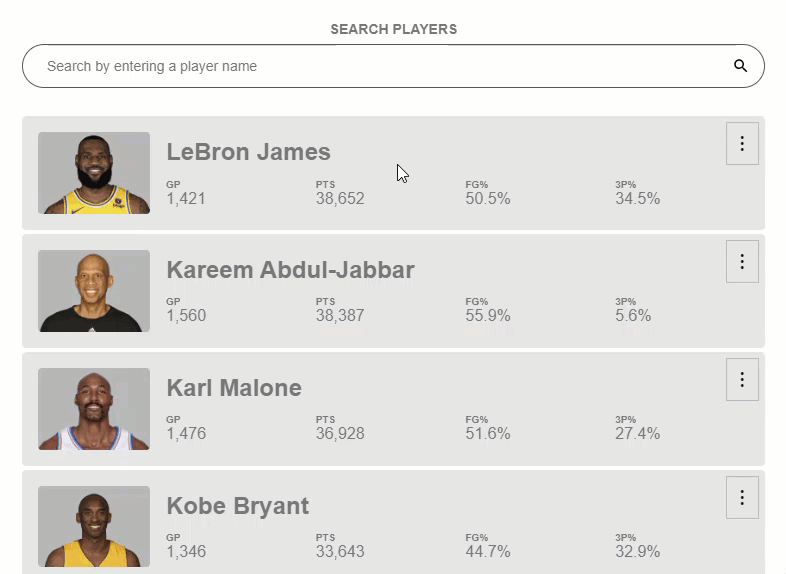 SEARCH PLAYERS
Search by entering a player name
LeBron James
GP PTS FG% 3P%
1,421 38,652 50.5% 34.5%
Kareem Abdul-Jabbar
GP PTS FG% 3P%
1,560 38,387 55.9% 5.6%
Karl Malone
GP PTS FG% 3P%
1,476 36,928 51.6% 27.4%
Kobe Bryant
GP PTS FG% 3P%
1,346 33,643 44.7% 32.9%